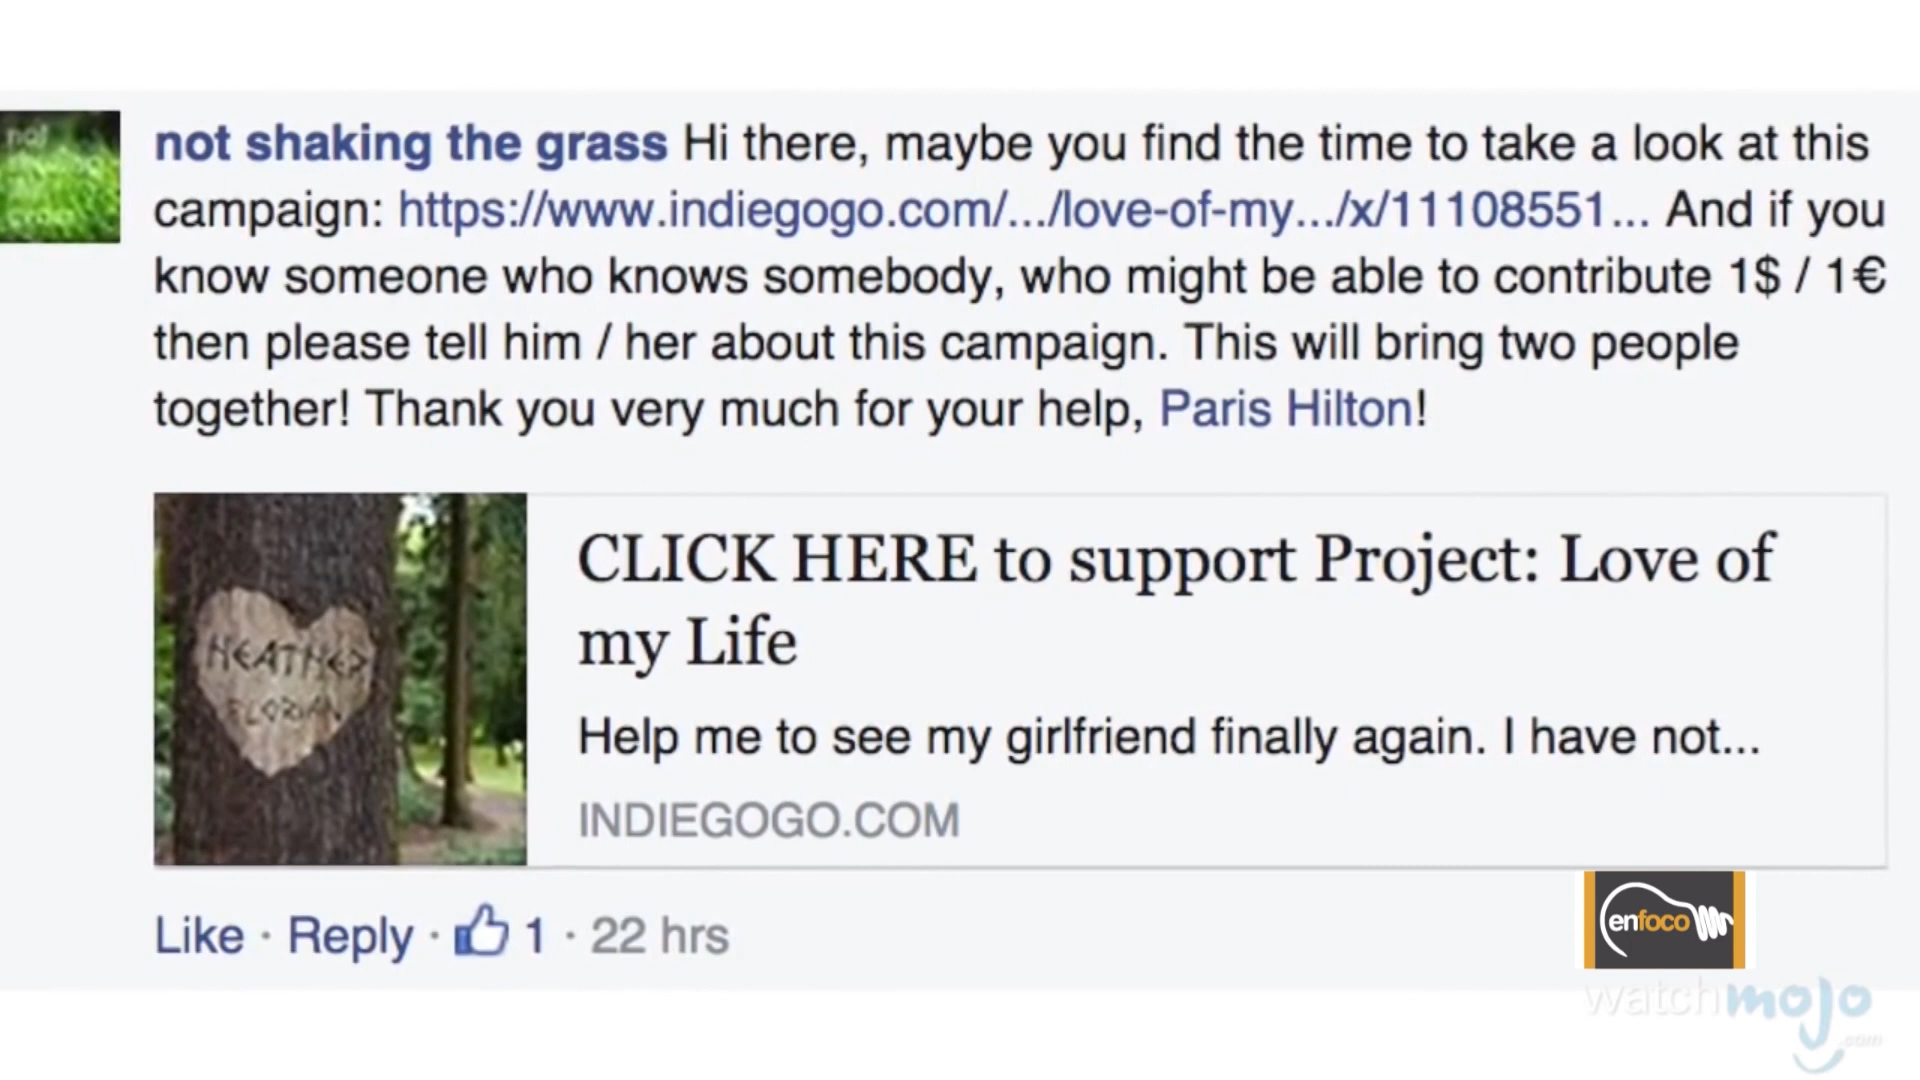 not shaking the grass Hi there, maybe you find the time to take a look at this
campaign: https://www.indiegogo.com/.../love-of-my.../x/11108551... And if you
know someone who knows somebody, who might be able to contribute 1$ / 1€
then please tell him / her about this campaign. This will bring two people
together! Thank you very much for your help, Paris Hilton!
CLICK HERE to support Project: Love of
my Life
HEATHER
FLORIAN
Help me to see my girlfriend finally again. I have not...
INDIEGOGO.COM
Like · Reply · 1 · 22 hrs
enfoco
watchmojo
.com